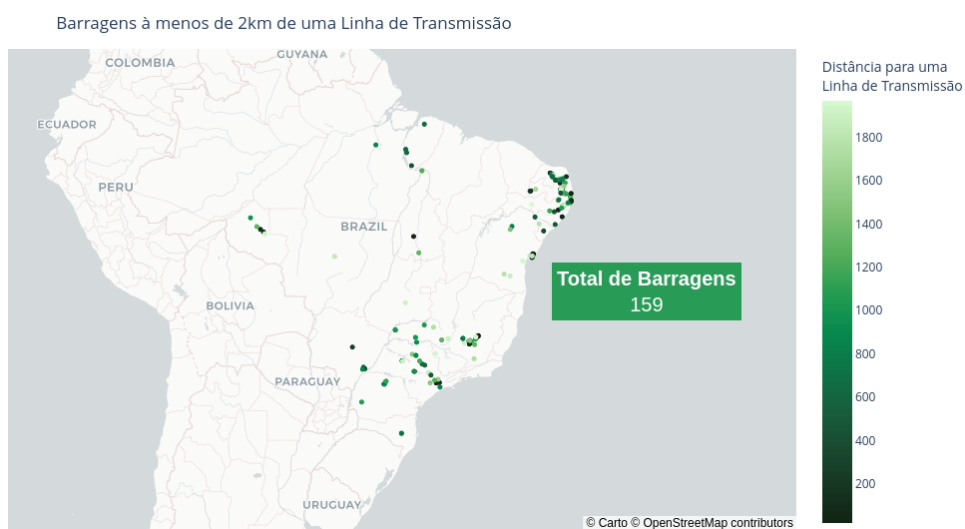 Barragens à menos de 2km de uma Linha de Transmissão
COLOMBIA
GUYANA
ECUADOR
PERU
BRAZIL
BOLIVIA
PARAGUAY
URUGUAY
Total de Barragens
159
© Carto © OpenStreetMap contributors
Distância para uma
Linha de Transmissão
1800
1600
1400
1200
1000
800
600
400
200